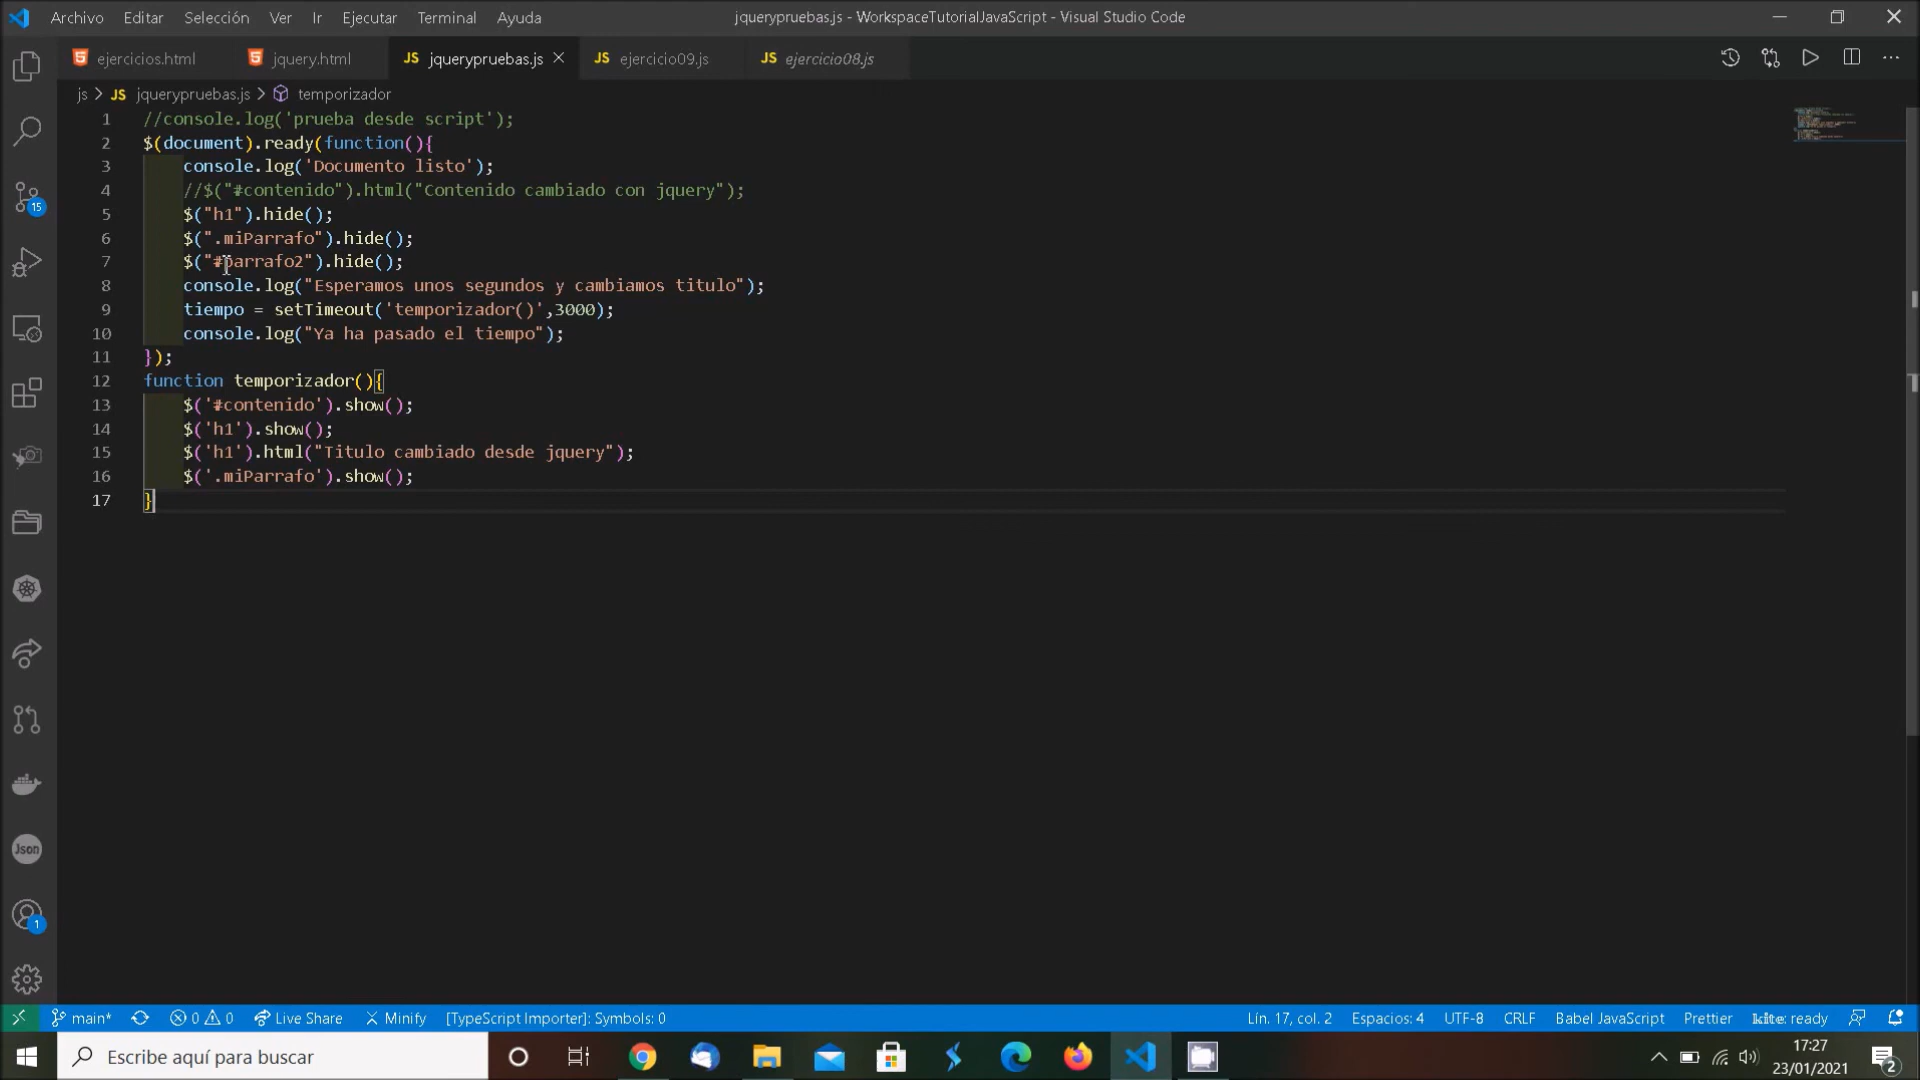 Archivo Editar Selección Ver Ir Ejecutar Terminal Ayuda jquerypruebas.js - WorkspaceTutorialJavaScript - Visual Studio Code
ejercicios.html jquery.html JS jquerypruebas.js JS ejercicio09.js JS ejercicio08.js
js > JS jquerypruebas.js > temporizador
1 //console.log('prueba desde script');
2 $(document).ready(function(){
3 console.log('Documento listo');
4 //$("#contenido").html("Contenido cambiado con jquery");
5 $("h1").hide();
6 $(".miParrafo").hide();
7 $("#parrafo2").hide();
8 console.log("Esperamos unos segundos y cambiamos titulo");
9 tiempo = setTimeout('temporizador()',3000);
10 console.log("Ya ha pasado el tiempo");
11 });
12 function temporizador(){
13 $('#contenido').show();
14 $('h1').show();
15 $('h1').html("Titulo cambiado desde jquery");
16 $('.miParrafo').show();
17 }
15
Json
1
main* 0 0 Live Share Minify [TypeScript Importer]: Symbols: 0 Lín. 17, col. 2 Espacios: 4 UTF-8 CRLF Babel JavaScript Prettier kite: ready
Escribe aquí para buscar
17:27
23/01/2021
2